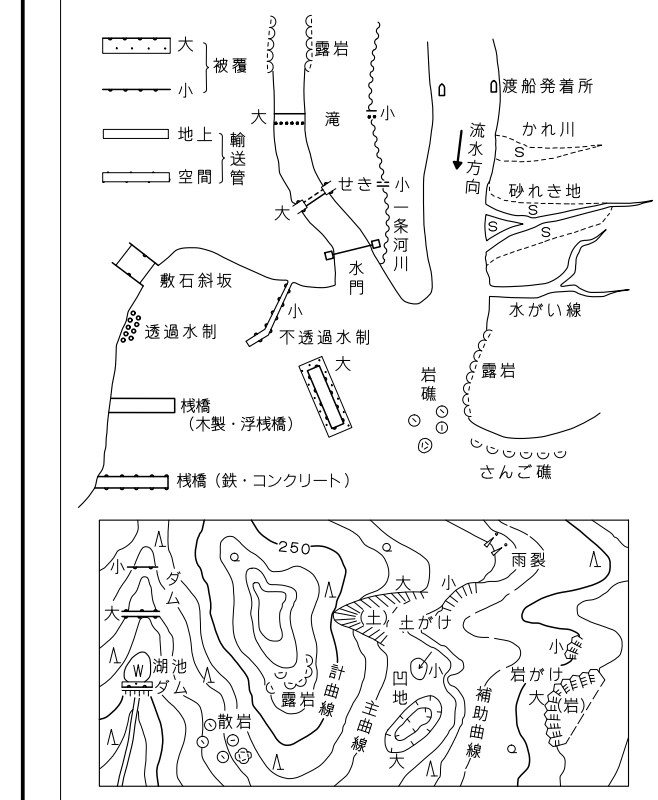 大
小
被覆
地上
空間
輸送管
露岩
大
滝
小
せき
小
大
一条河川
水門
渡船発着所
流水方向
かれ川
S
砂れき地
S
S
S
水がい線
敷石斜坂
小
不透過水制
透過水制
大
岩礁
露岩
さんご礁
桟橋
(木製・浮桟橋)
桟橋(鉄・コンクリート)
250
小
ダム
大
W
湖池
ダム
散岩
露岩
計曲線
主曲線
大
小
(土)
土がけ
雨裂
凹地
小
大
補助曲線
小
岩がけ
大
(岩)